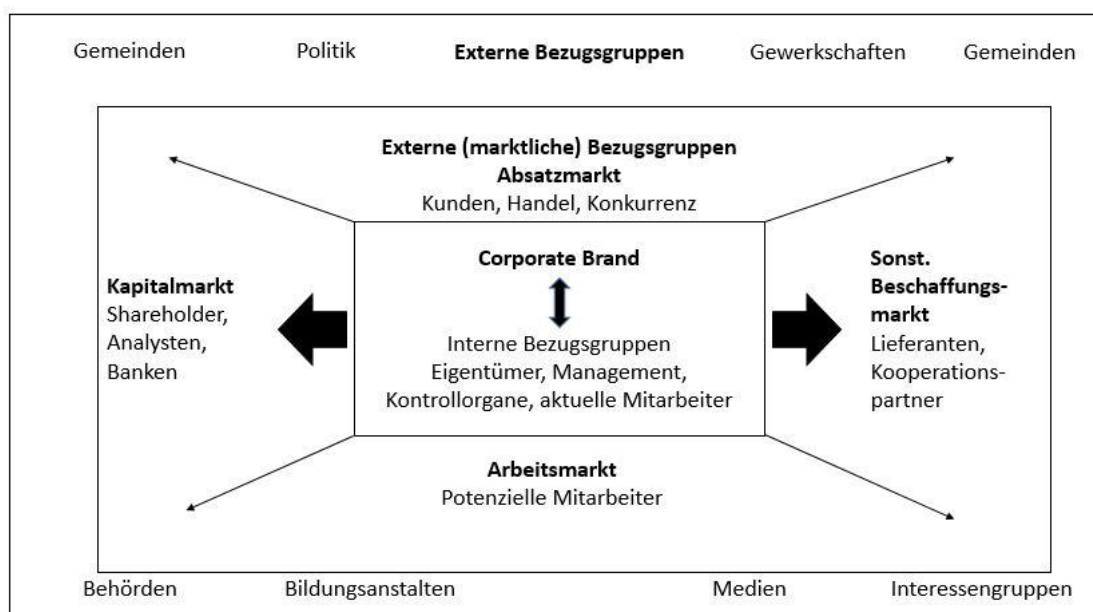 Gemeinden Politik Externe Bezugsgruppen Gewerkschaften Gemeinden
Externe (marktliche) Bezugsgruppen
Absatzmarkt
Kunden, Handel, Konkurrenz
Kapitalmarkt
Shareholder,
Analysten,
Banken
Corporate Brand
Interne Bezugsgruppen
Eigentümer, Management,
Kontrollorgane, aktuelle Mitarbeiter
Sonst.
Beschaffungs-
markt
Lieferanten,
Kooperations-
partner
Arbeitsmarkt
Potenzielle Mitarbeiter
Behörden Bildungsanstalten Medien Interessengruppen